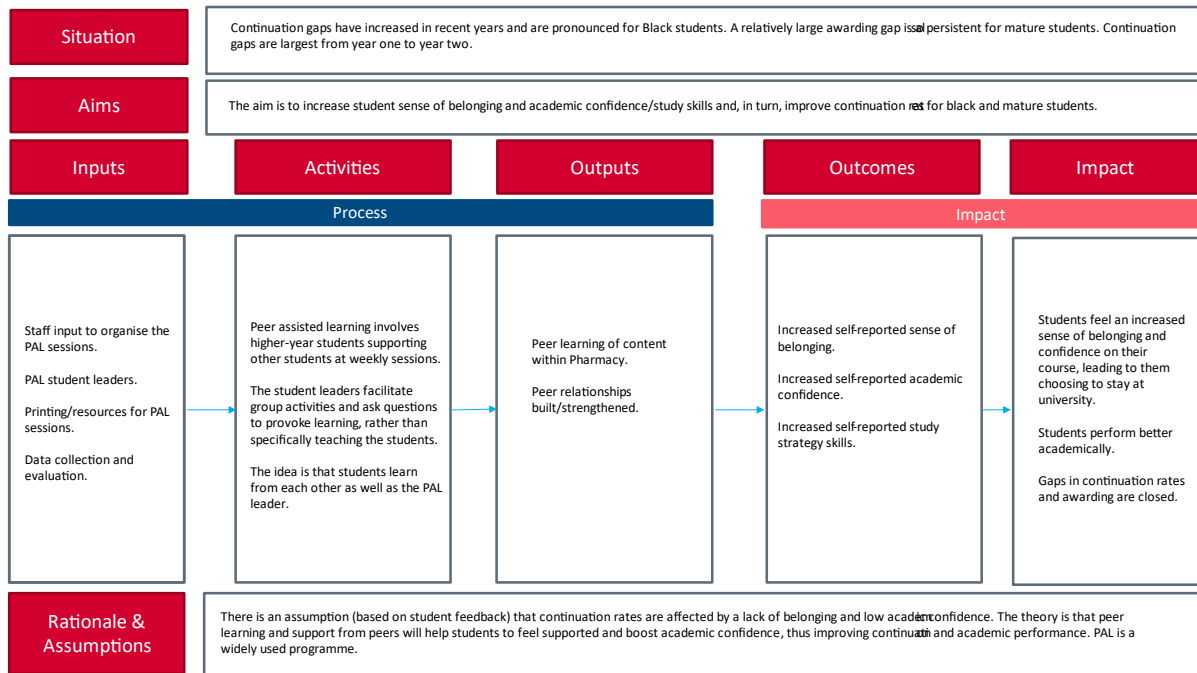 Situation
Continuation gaps have increased in recent years and are pronounced for Black students. A relatively large awarding gap is persistent for mature students. Continuation
gaps are largest from year one to year two.
Aims
The aim is to increase student sense of belonging and academic confidence/study skills and, in turn, improve continuation for black and mature students.
Inputs
Activities
Outputs
Outcomes
Impact
Process
Impact
Staff input to organise the
PAL sessions.
PAL student leaders.
Printing/resources for PAL
sessions.
Data collection and
evaluation.
Peer assisted learning involves
higher-year students supporting
other students at weekly sessions.
The student leaders facilitate
group activities and ask questions
to provoke learning, rather than
specifically teaching the students.
The idea is that students learn
from each other as well as the PAL
leader.
Peer learning of content
within Pharmacy.
Peer relationships
built/strengthened.
Increased self-reported sense of
belonging.
Increased self-reported academic
confidence.
Increased self-reported study
strategy skills.
Students feel an increased
sense of belonging and
confidence on their
course, leading to them
choosing to stay at
university.
Students perform better
academically.
Gaps in continuation rates
and awarding are closed.
Rationale &
Assumptions
There is an assumption (based on student feedback) that continuation rates are affected by a lack of belonging and low academic confidence. The theory is that peer
learning and support from peers will help students to feel supported and boost academic confidence, thus improving continuation and academic performance. PAL is a
widely used programme.